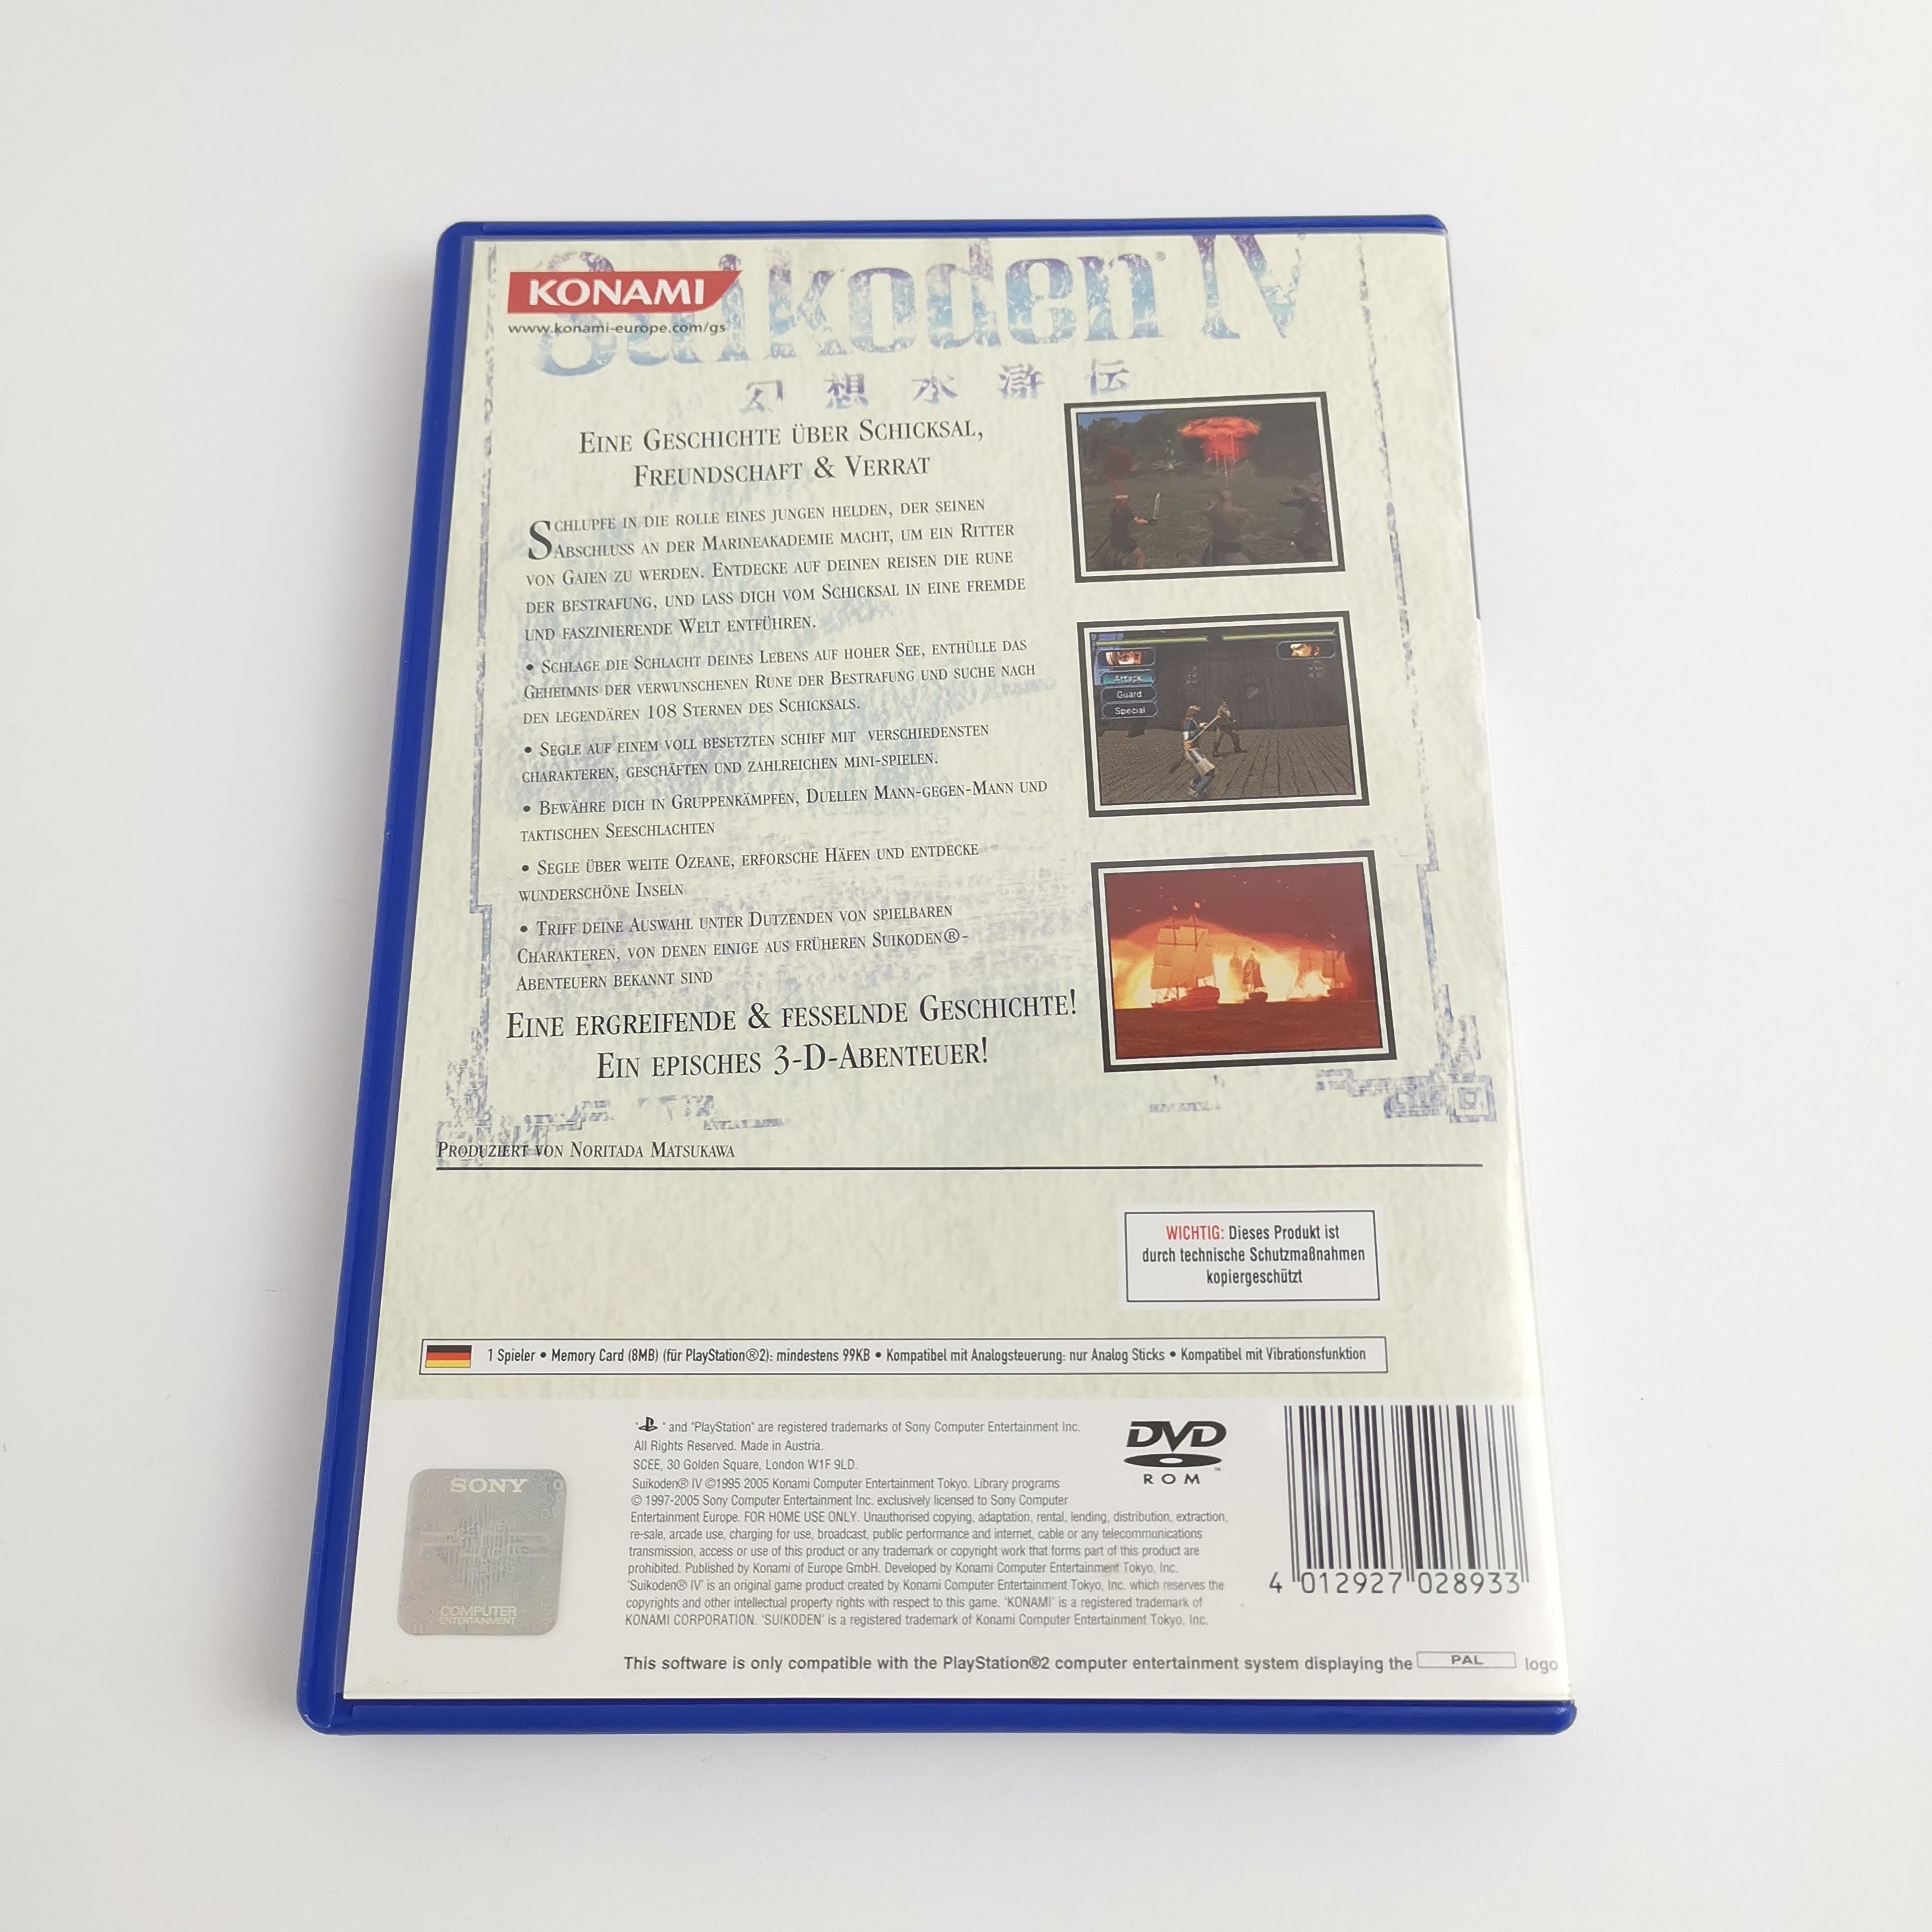 Suikoden® IV
KONAMI
www.konami-europe.com/gs
幻想水滸伝
EINE GESCHICHTE ÜBER SCHICKSAL,
FREUNDSCHAFT & VERRAT
SCHLUPFE IN DIE ROLLE EINES JUNGEN HELDEN, DER SEINEN
ABSCHLUSS AN DER MARINEAKADEMIE MACHT, UM EIN RITTER
VON GAIEN ZU WERDEN. ENTDECKE AUF DEINEN REISEN DIE RUNE
DER BESTRAFUNG, UND LASS DICH VOM SCHICKSAL IN EINE FREMDE
UND FASZINIERENDE WELT ENTFÜHREN.
• SCHLAGE DIE SCHLACHT DEINES LEBENS AUF HOHER SEE, ENTHÜLLE DAS
GEHEIMNIS DER VERWUNSCHENEN RUNE DER BESTRAFUNG UND SUCHE NACH
DEN LEGENDÄREN 108 STERNEN DES SCHICKSALS.
• SEGLE AUF EINEM VOLL BESETZTEN SCHIFF MIT VERSCHIEDENSTEN
CHARAKTEREN, GESCHÄFTEN UND ZAHLREICHEN MINI-SPIELEN.
• BEWÄHRE DICH IN GRUPPENKÄMPFEN, DUELLEN MANN-GEGEN-MANN UND
TAKTISCHEN SEESCHLACHTEN
• SEGLE ÜBER WEITE OZEANE, ERFORSCHE HÄFEN UND ENTDECKE
WUNDERSCHÖNE INSELN
• TRIFF DEINE AUSWAHL UNTER DUTZENDEN VON SPIELBAREN
CHARAKTEREN, VON DENEN EINIGE AUS FRÜHEREN SUIKODEN®-
ABENTEUERN BEKANNT SIND
EINE ERGREIFENDE & FESSELNDE GESCHICHTE!
EIN EPISCHES 3-D-ABENTEUER!
Attack
Guard
Special
PRODUZIERT VON NORITADA MATSUKAWA
WICHTIG: Dieses Produkt ist
durch technische Schutzmaßnahmen
kopiergeschützt
1 Spieler • Memory Card (8MB) (für PlayStation®2): mindestens 99KB • Kompatibel mit Analogsteuerung: nur Analog Sticks • Kompatibel mit Vibrationsfunktion
SONY
COMPUTER
ENTERTAINMENT
" " and "PlayStation" are registered trademarks of Sony Computer Entertainment Inc.
All Rights Reserved. Made in Austria.
SCEE, 30 Golden Square, London W1F 9LD.
Suikoden® IV ©1995 2005 Konami Computer Entertainment Tokyo. Library programs
© 1997-2005 Sony Computer Entertainment Inc. exclusively licensed to Sony Computer
Entertainment Europe. FOR HOME USE ONLY. Unauthorised copying, adaptation, rental, lending, distribution, extraction,
re-sale, arcade use, charging for use, broadcast, public performance and internet, cable or any telecommunications
transmission, access or use of this product or any trademark or copyright work that forms part of this product are
prohibited. Published by Konami of Europe GmbH. Developed by Konami Computer Entertainment Tokyo, Inc.
'Suikoden® IV' is an original game product created by Konami Computer Entertainment Tokyo, Inc. which reserves the
copyrights and other intellectual property rights with respect to this game. 'KONAMI' is a registered trademark of
KONAMI CORPORATION. 'SUIKODEN' is a registered trademark of Konami Computer Entertainment Tokyo, Inc.
DVD
ROM
4 012927 028933
This software is only compatible with the PlayStation®2 computer entertainment system displaying the PAL logo